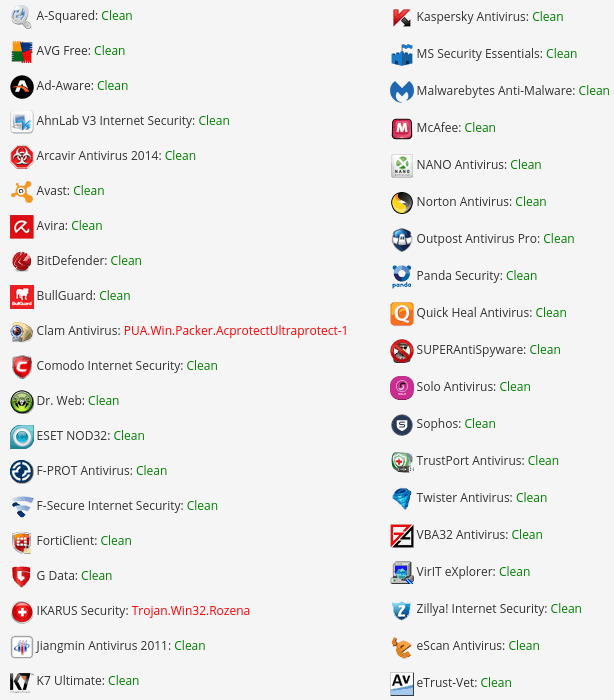 A-Squared: Clean
AVG Free: Clean
Ad-Aware: Clean
AhnLab V3 Internet Security: Clean
Arcavir Antivirus 2014: Clean
Avast: Clean
Avira: Clean
BitDefender: Clean
BullGuard: Clean
Clam Antivirus: PUA.Win.Packer.AcprotectUltraprotect-1
Comodo Internet Security: Clean
Dr. Web: Clean
ESET NOD32: Clean
F-PROT Antivirus: Clean
F-Secure Internet Security: Clean
FortiClient: Clean
G Data: Clean
IKARUS Security: Trojan.Win32.Rozena
Jiangmin Antivirus 2011: Clean
K7 Ultimate: Clean
Kaspersky Antivirus: Clean
MS Security Essentials: Clean
Malwarebytes Anti-Malware: Clean
McAfee: Clean
NANO Antivirus: Clean
Norton Antivirus: Clean
Outpost Antivirus Pro: Clean
Panda Security: Clean
Quick Heal Antivirus: Clean
SUPERAntiSpyware: Clean
Solo Antivirus: Clean
Sophos: Clean
TrustPort Antivirus: Clean
Twister Antivirus: Clean
VBA32 Antivirus: Clean
VirIT eXplorer: Clean
Zillya! Internet Security: Clean
eScan Antivirus: Clean
eTrust-Vet: Clean